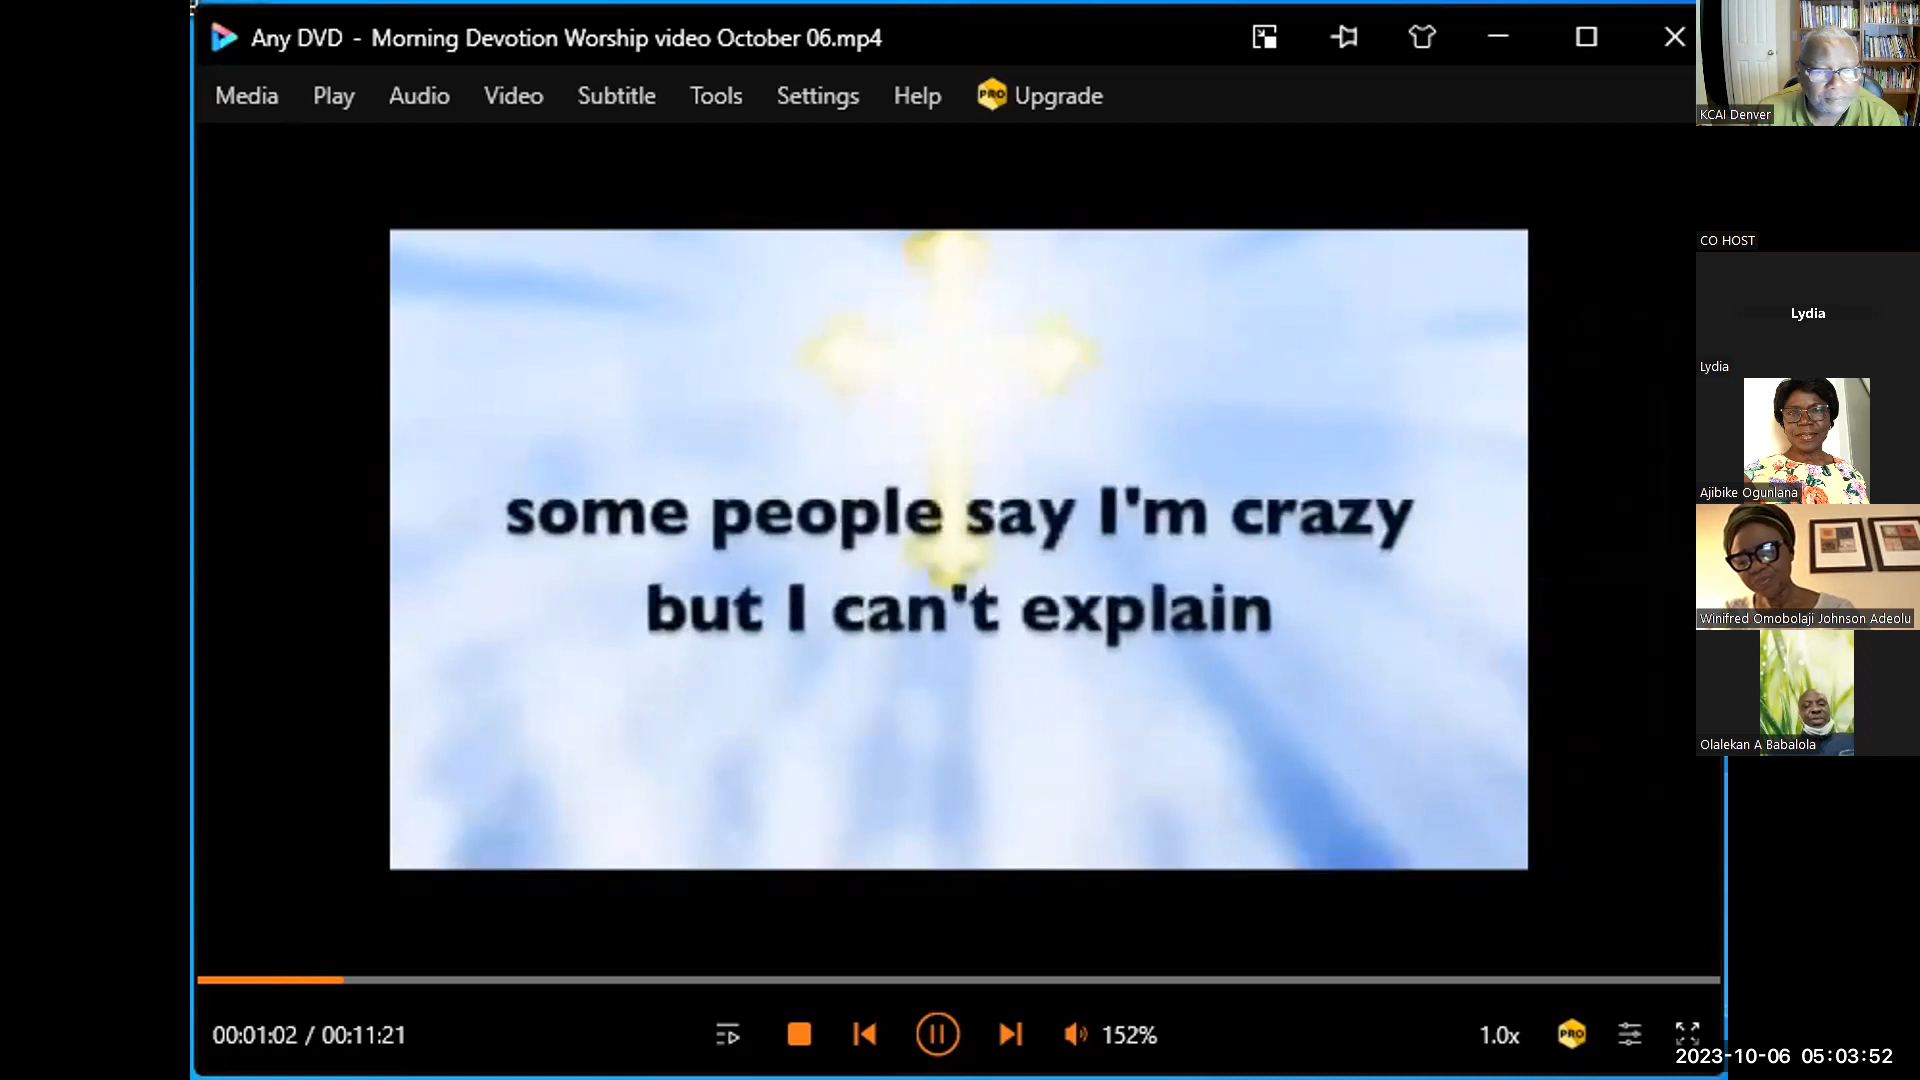 Any DVD - Morning Devotion Worship video October 06.mp4
Media Play Audio Video Subtitle Tools Settings Help PRO Upgrade
KCAI Denver
CO HOST
Lydia
Lydia
Ajibike Ogunlana
some people say I'm crazy
but I can't explain
Winifred Omobolaji Johnson Adeolu
Olalekan A Babalola
00:01:02 / 00:11:21
152%
1.0x
PRO
2023-10-06 05:03:52